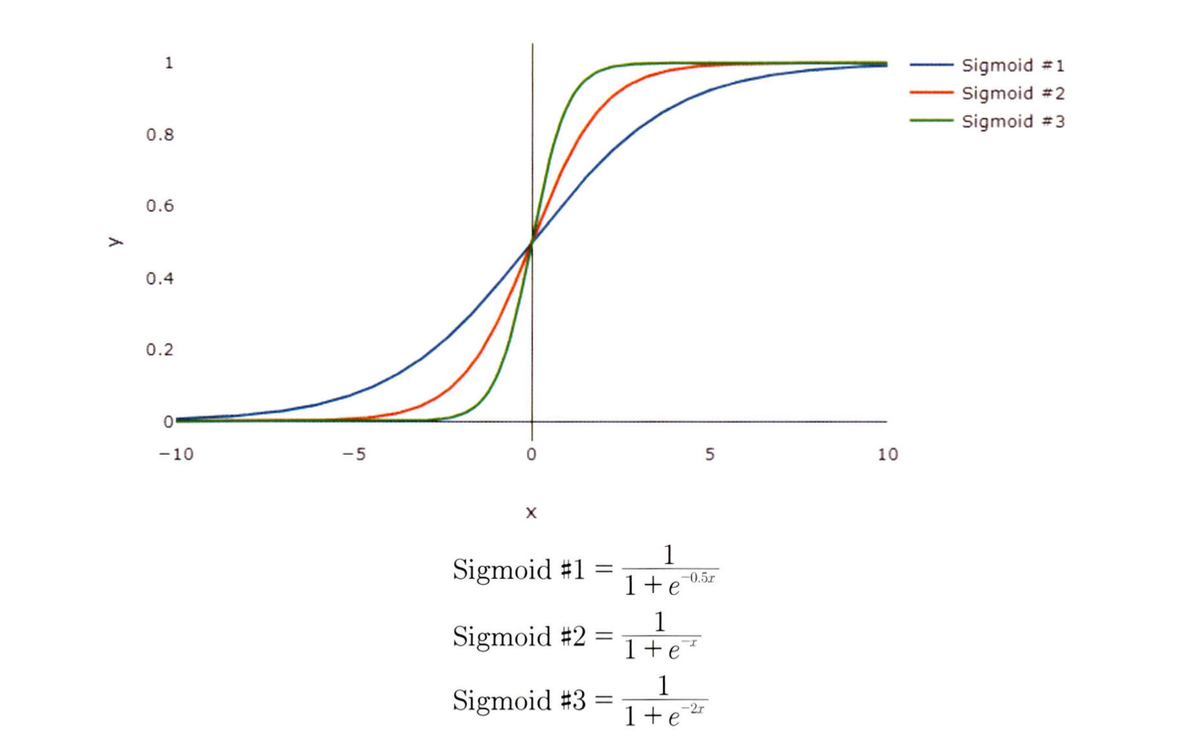 1
0.8
0.6
0.4
0.2
0
y
−10 −5 0 5 10
x
Sigmoid #1
Sigmoid #2
Sigmoid #3
Sigmoid #1 = 1 / (1 + e^(−0.5x))
Sigmoid #2 = 1 / (1 + e^(−x))
Sigmoid #3 = 1 / (1 + e^(−2x))